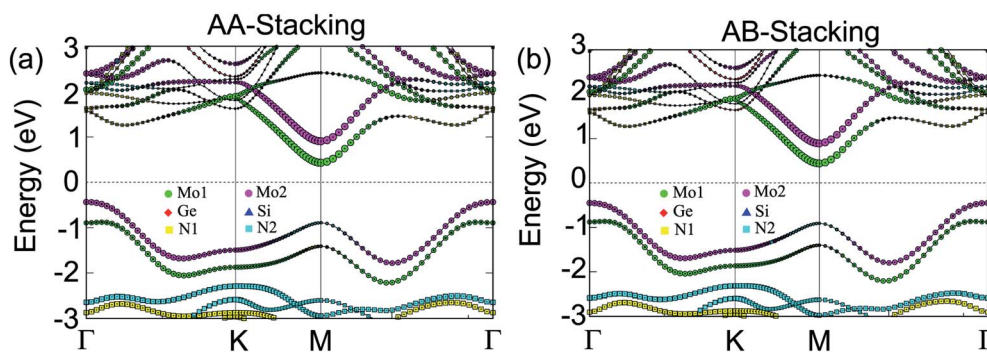 AA-Stacking
(a)
Energy (eV)
3
2
1
0
-1
-2
-3
Mo1
Mo2
Ge
Si
N1
N2
Γ
K
M
Γ
AB-Stacking
(b)
Energy (eV)
3
2
1
0
-1
-2
-3
Mo1
Mo2
Ge
Si
N1
N2
Γ
K
M
Γ